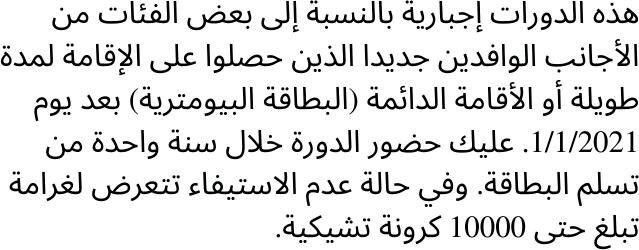 هذه الدورات إجبارية بالنسبة إلى بعض الفئات من
الأجانب الوافدين جديدا الذين حصلوا على الإقامة لمدة
طويلة أو الأقامة الدائمة (البطاقة البيومترية) بعد يوم
1/1/2021. عليك حضور الدورة خلال سنة واحدة من
تسلم البطاقة. وفي حالة عدم الاستيفاء تتعرض لغرامة
تبلغ حتى 10000 كرونة تشيكية.